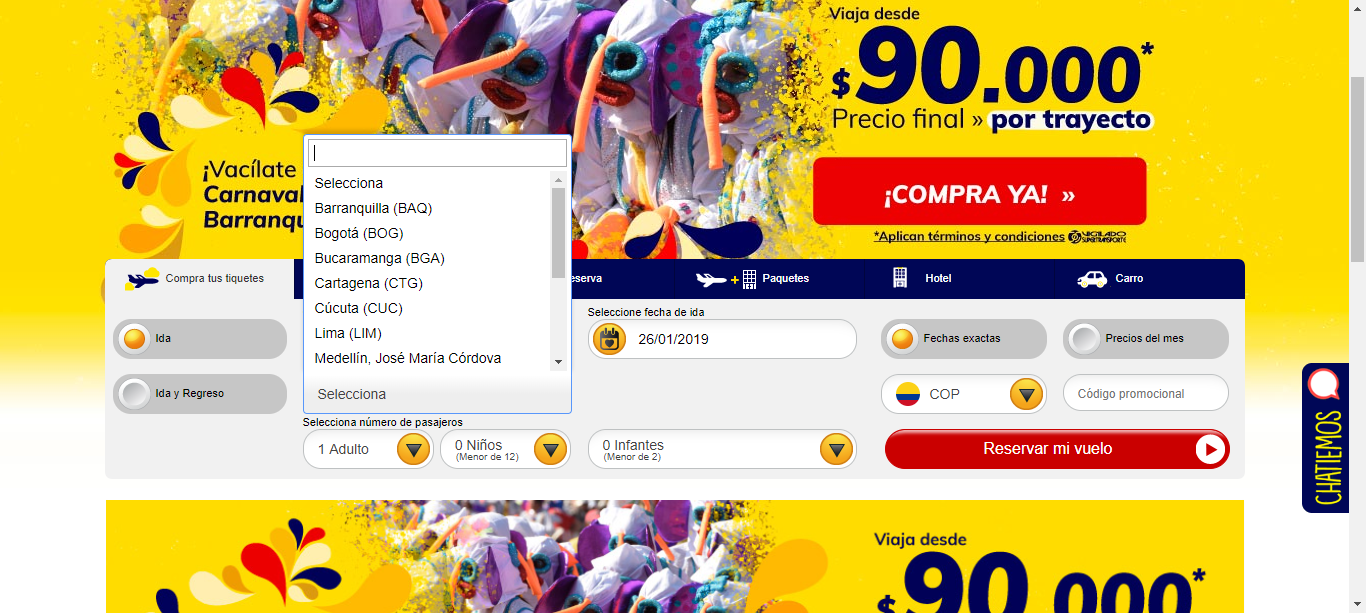 Viaja desde
$90.000*
Precio final » por trayecto
¡Vacílate
Carnaval
Barranqu
¡COMPRA YA! »
*Aplican términos y condiciones
VIGILADO
SUPERTRANSPORTE
Selecciona
Barranquilla (BAQ)
Bogotá (BOG)
Bucaramanga (BGA)
Cartagena (CTG)
Cúcuta (CUC)
Lima (LIM)
Medellín, José María Córdova
Selecciona
Compra tus tiquetes
eserva
Paquetes
Hotel
Carro
Ida
Ida y Regreso
Seleccione fecha de ida
26/01/2019
Fechas exactas
Precios del mes
COP
Código promocional
Selecciona número de pasajeros
1 Adulto
0 Niños
(Menor de 12)
0 Infantes
(Menor de 2)
Reservar mi vuelo
CHATIEMOS
Viaja desde
$90.000*